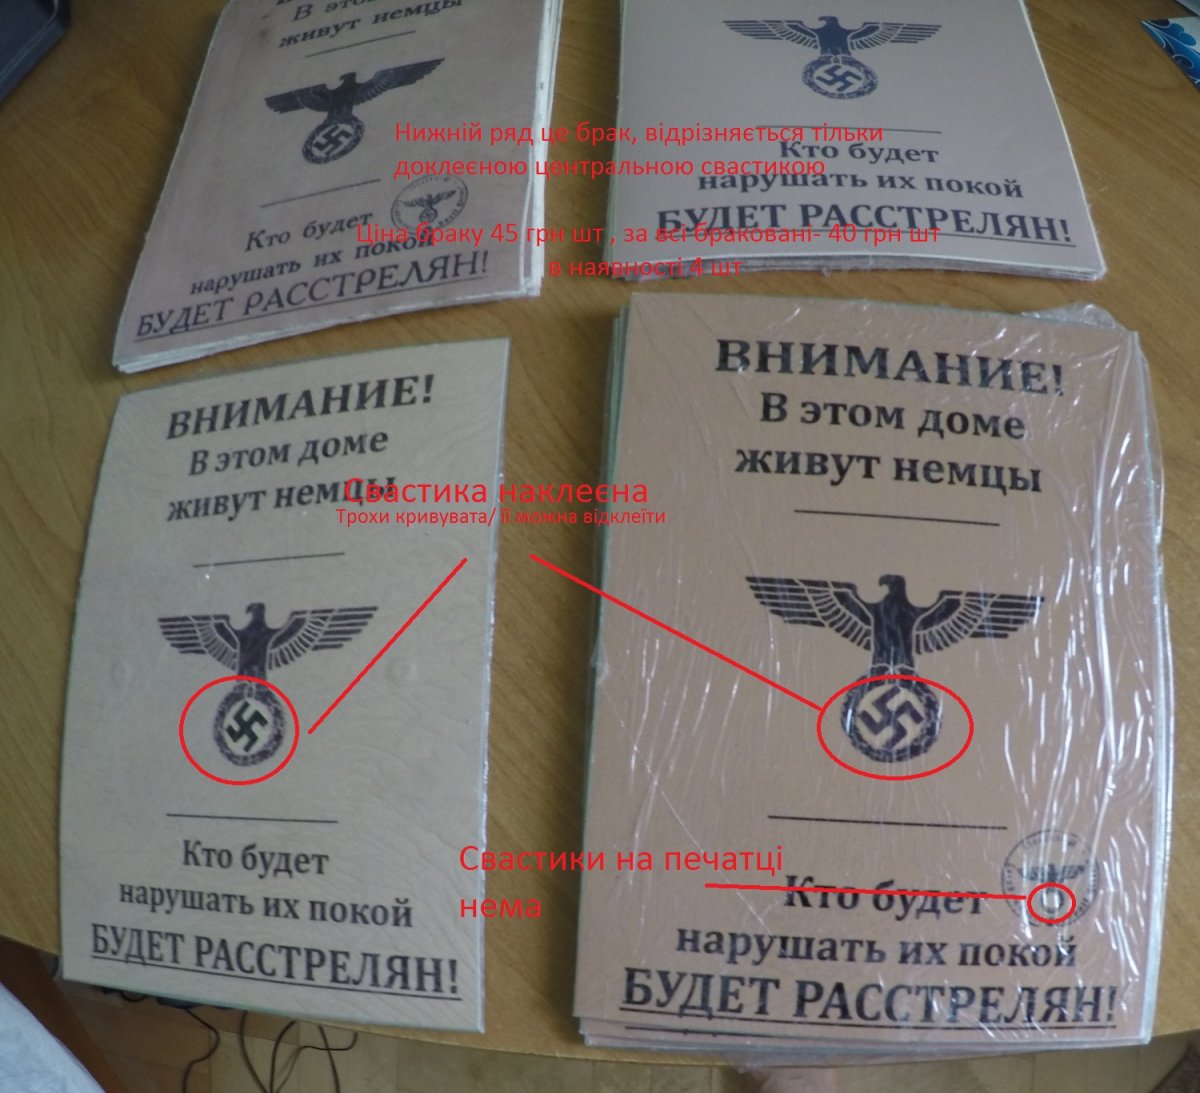 В этом
живут немцы
Нижній ряд це брак, відрізняється тільки
доклеєною центральною свастикою
Кто будет
нарушать их покой
БУДЕТ РАССТРЕЛЯН!
Кто будет
нарушать их покой
БУДЕТ РАССТРЕЛЯН!
Ціна браку 45 грн шт , за всі браковані- 40 грн шт
в наявності 4 шт
ВНИМАНИЕ!
В этом доме
живут немцы
ВНИМАНИЕ!
В этом доме
живут немцы
Свастика наклеєна
Трохи кривувата/ її можна відклеїти
Кто будет
нарушать их покой
БУДЕТ РАССТРЕЛЯН!
Свастики на печатці
нема
Кто будет
нарушать их покой
БУДЕТ РАССТРЕЛЯН!